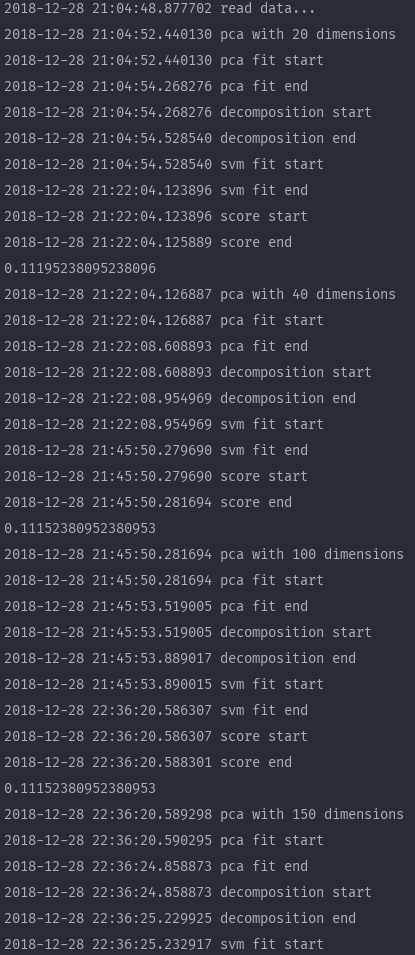 2018-12-28 21:04:48.877702 read data...
2018-12-28 21:04:52.440130 pca with 20 dimensions
2018-12-28 21:04:52.440130 pca fit start
2018-12-28 21:04:54.268276 pca fit end
2018-12-28 21:04:54.268276 decomposition start
2018-12-28 21:04:54.528540 decomposition end
2018-12-28 21:04:54.528540 svm fit start
2018-12-28 21:22:04.123896 svm fit end
2018-12-28 21:22:04.123896 score start
2018-12-28 21:22:04.125889 score end
0.11195238095238096
2018-12-28 21:22:04.126887 pca with 40 dimensions
2018-12-28 21:22:04.126887 pca fit start
2018-12-28 21:22:08.608893 pca fit end
2018-12-28 21:22:08.608893 decomposition start
2018-12-28 21:22:08.954969 decomposition end
2018-12-28 21:22:08.954969 svm fit start
2018-12-28 21:45:50.279690 svm fit end
2018-12-28 21:45:50.279690 score start
2018-12-28 21:45:50.281694 score end
0.11152380952380953
2018-12-28 21:45:50.281694 pca with 100 dimensions
2018-12-28 21:45:50.281694 pca fit start
2018-12-28 21:45:53.519005 pca fit end
2018-12-28 21:45:53.519005 decomposition start
2018-12-28 21:45:53.889017 decomposition end
2018-12-28 21:45:53.890015 svm fit start
2018-12-28 22:36:20.586307 svm fit end
2018-12-28 22:36:20.586307 score start
2018-12-28 22:36:20.588301 score end
0.11152380952380953
2018-12-28 22:36:20.589298 pca with 150 dimensions
2018-12-28 22:36:20.590295 pca fit start
2018-12-28 22:36:24.858873 pca fit end
2018-12-28 22:36:24.858873 decomposition start
2018-12-28 22:36:25.229925 decomposition end
2018-12-28 22:36:25.232917 svm fit start